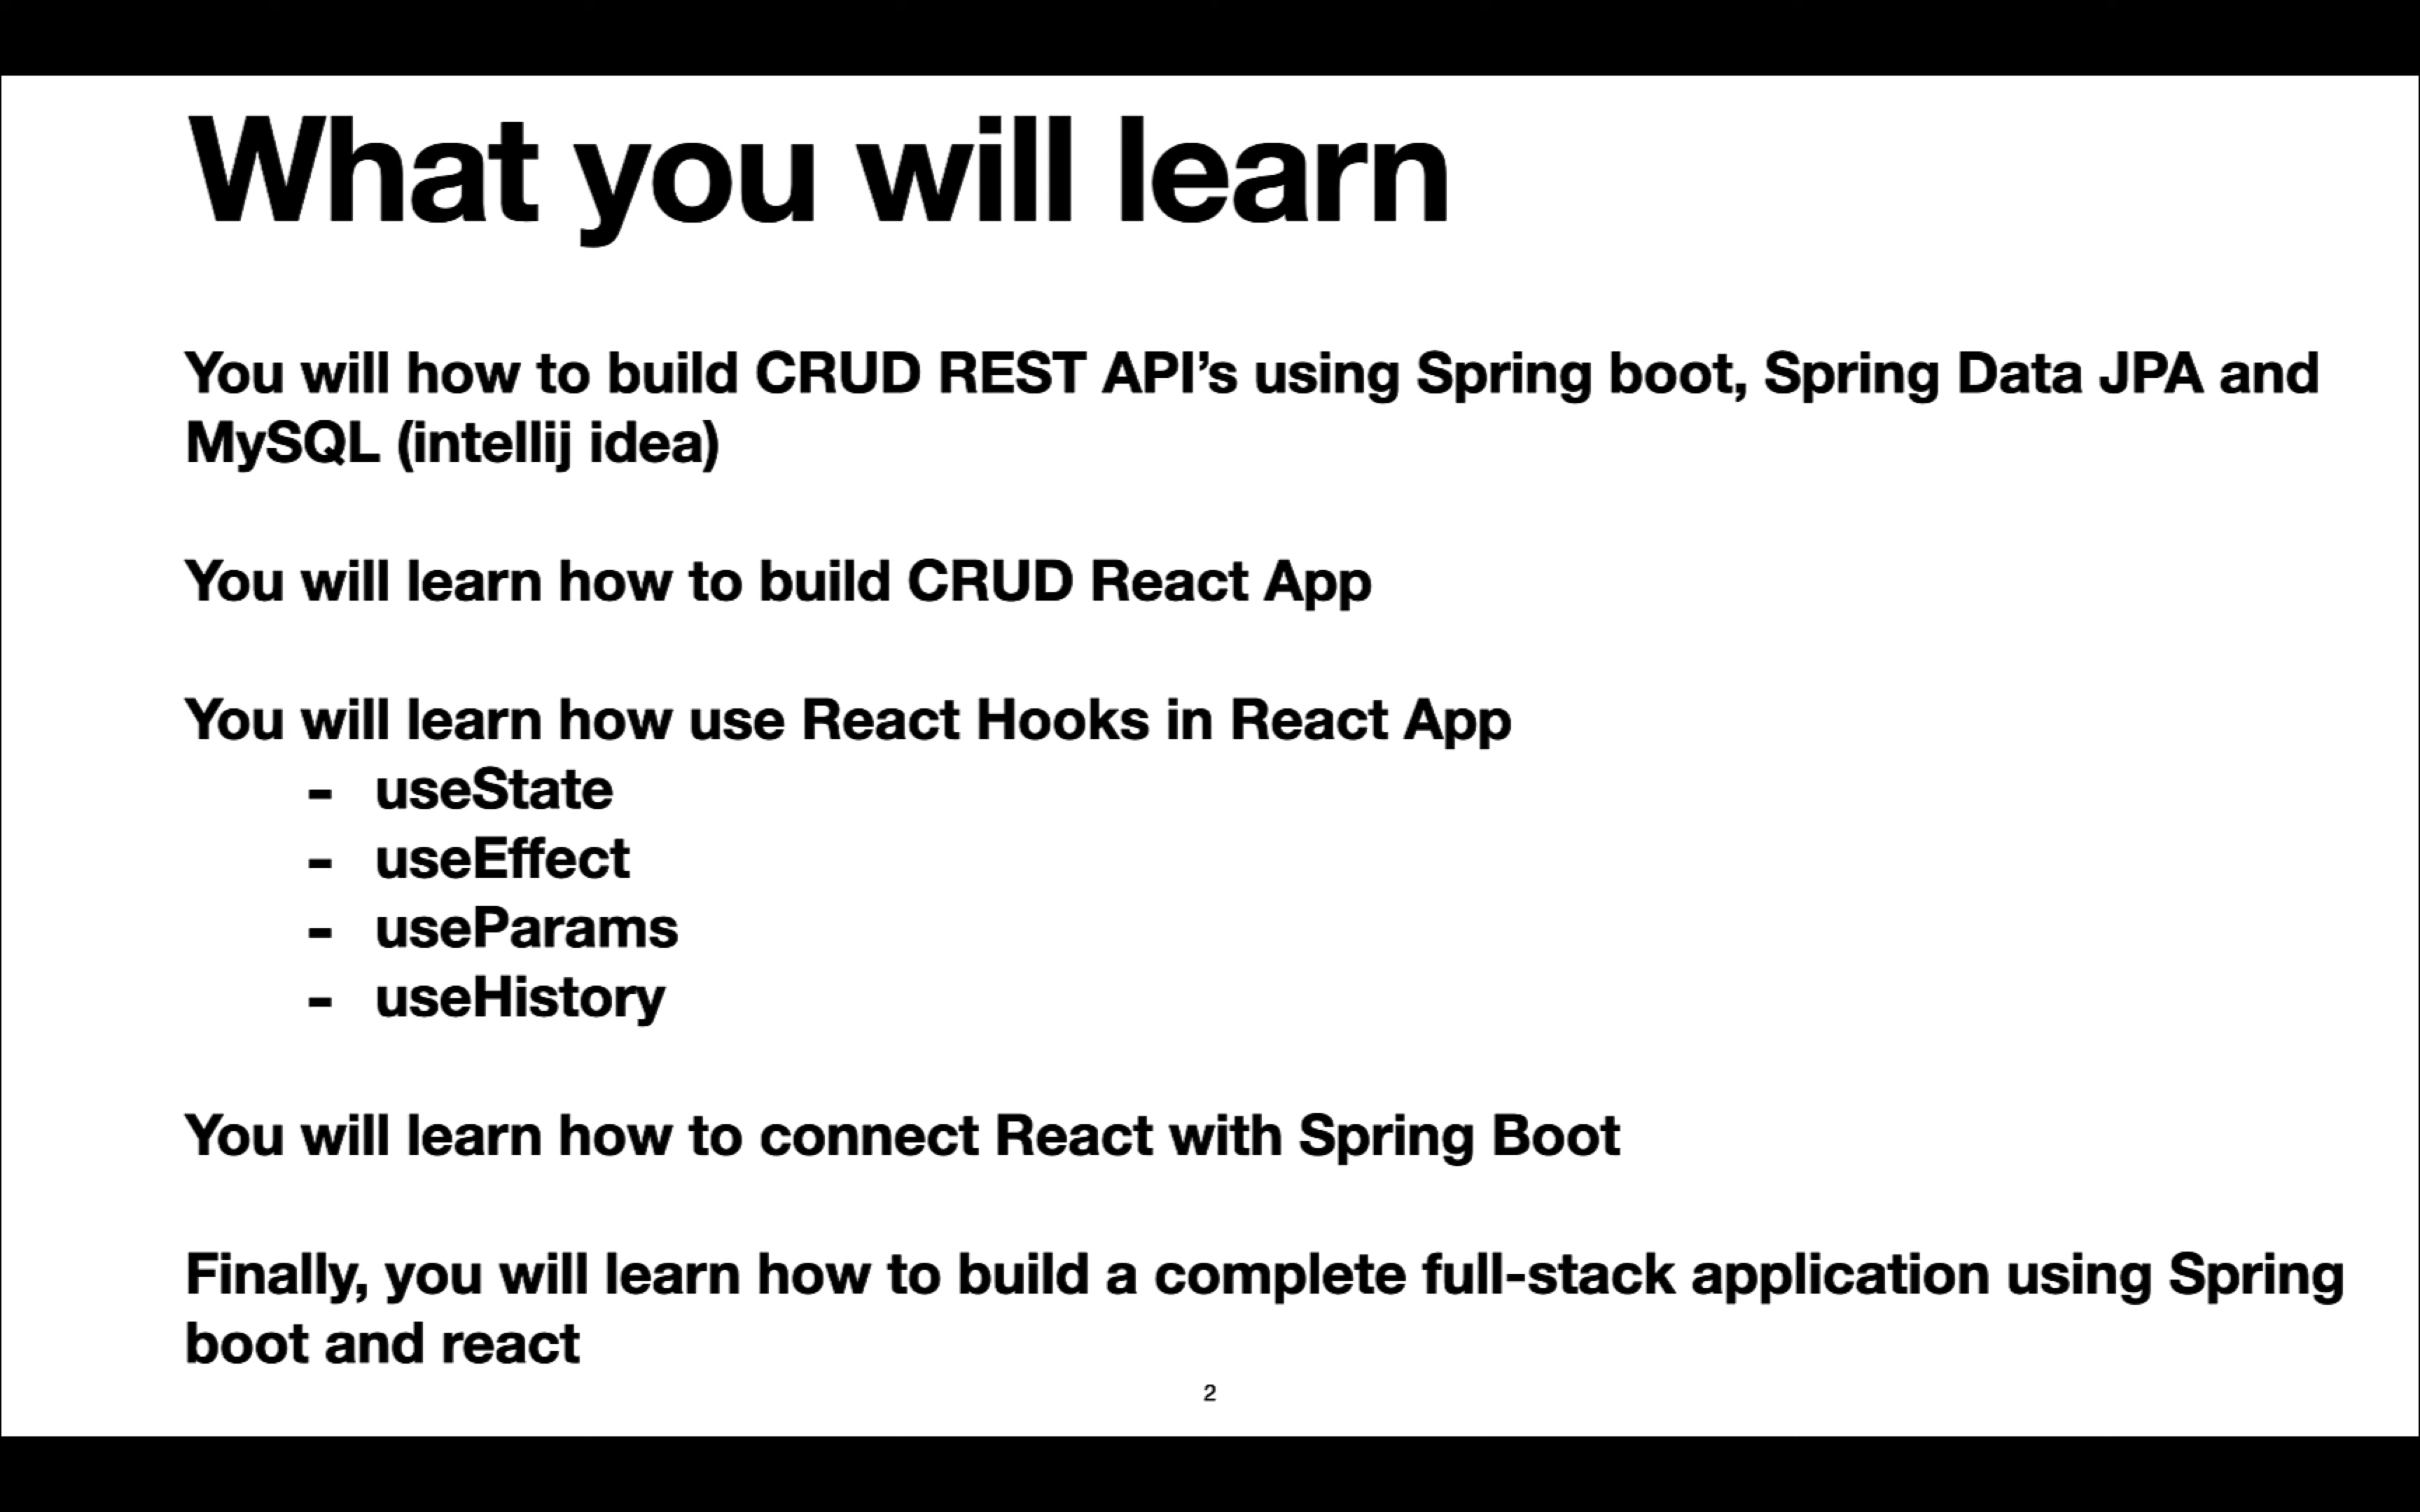 What you will learn
You will how to build CRUD REST API’s using Spring boot, Spring Data JPA and
MySQL (intellij idea)
You will learn how to build CRUD React App
You will learn how use React Hooks in React App
- useState
- useEffect
- useParams
- useHistory
You will learn how to connect React with Spring Boot
Finally, you will learn how to build a complete full-stack application using Spring
boot and react
2